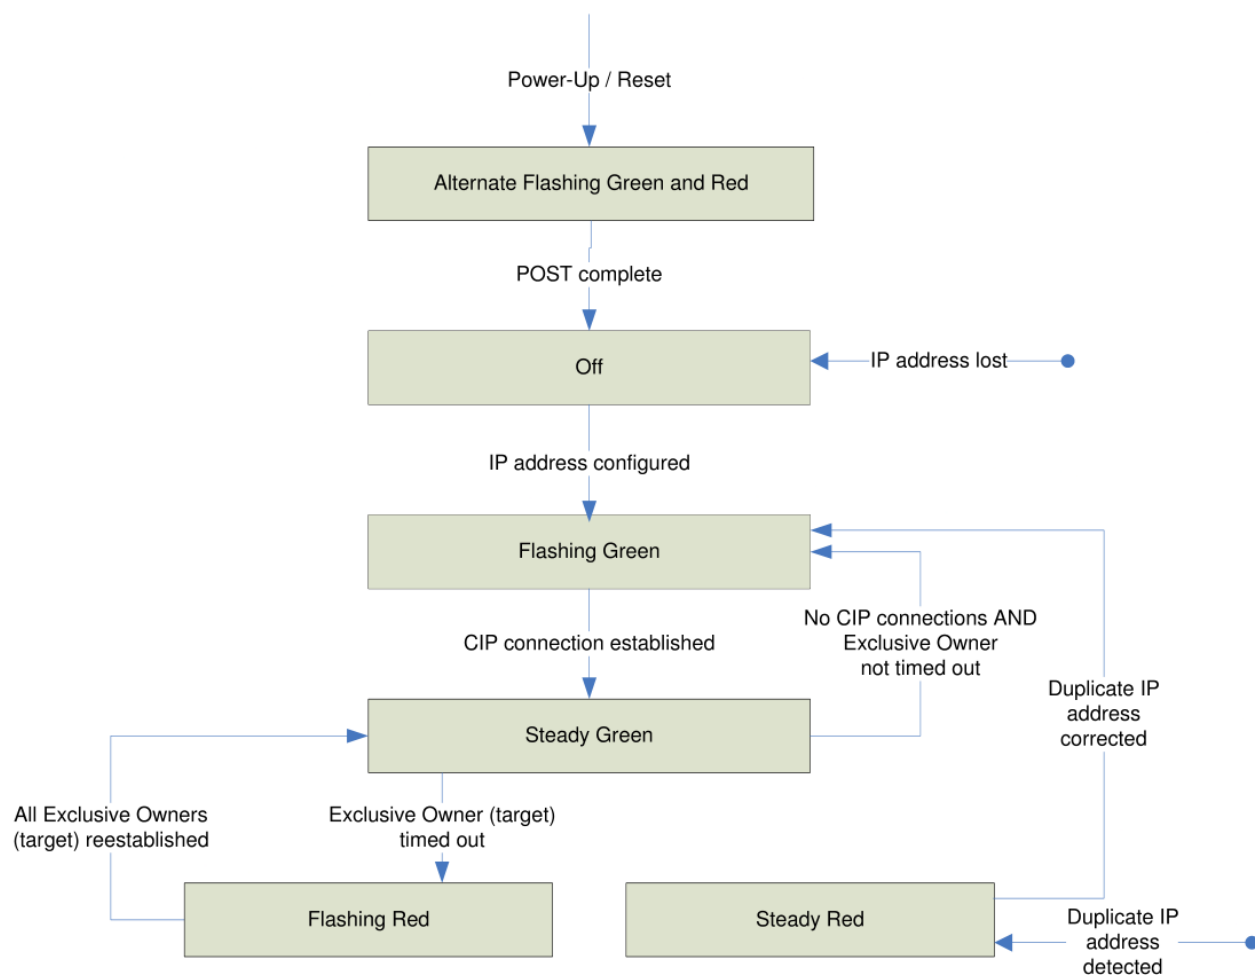 Power-Up / Reset
Alternate Flashing Green and Red
POST complete
Off
IP address lost
IP address configured
Flashing Green
No CIP connections AND
Exclusive Owner
not timed out
CIP connection established
Duplicate IP
address
corrected
Steady Green
All Exclusive Owners
(target) reestablished
Exclusive Owner (target)
timed out
Flashing Red
Steady Red
Duplicate IP
address
detected